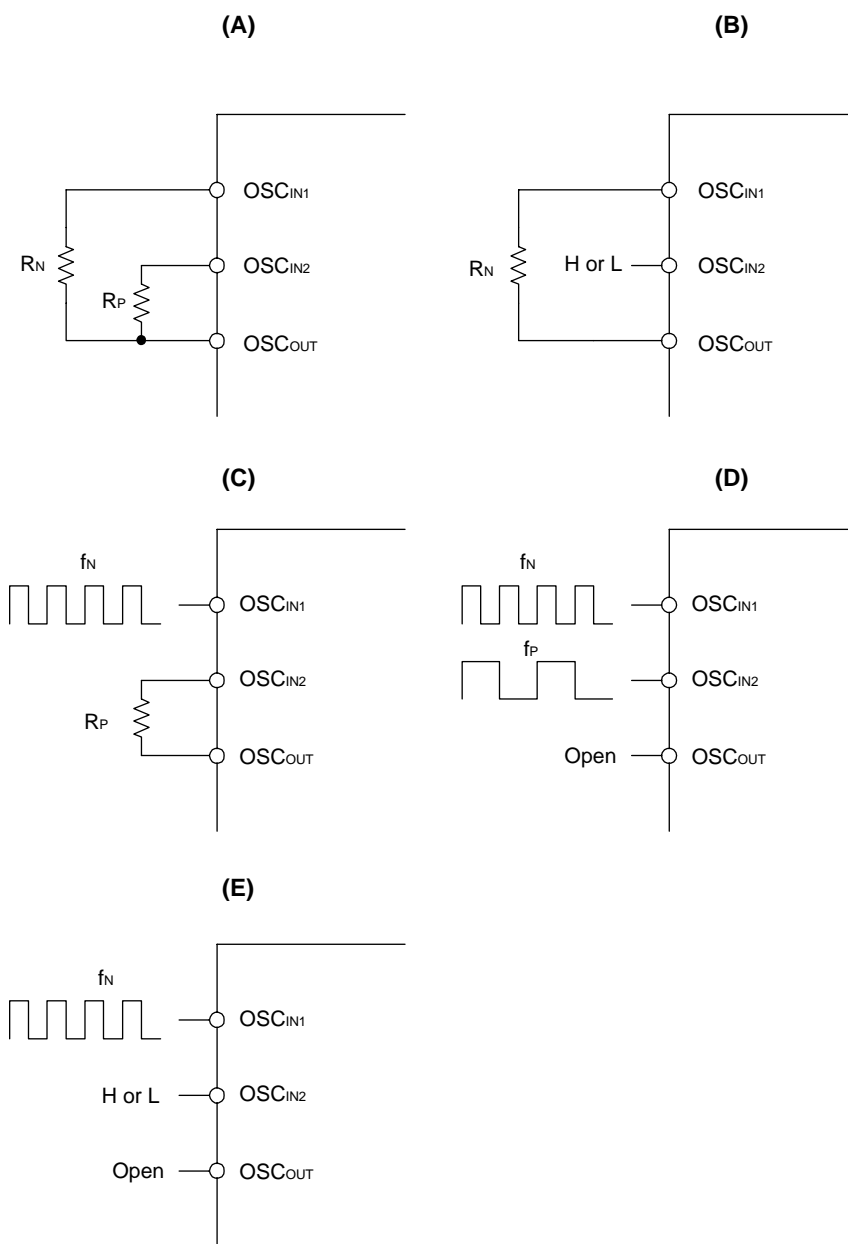 (A)
OSCIN1
RN
OSCIN2
RP
OSCOUT
(B)
OSCIN1
RN
H or L
OSCIN2
OSCOUT
(C)
fN
OSCIN1
OSCIN2
RP
OSCOUT
(D)
fN
OSCIN1
fP
OSCIN2
Open
OSCOUT
(E)
fN
OSCIN1
H or L
OSCIN2
Open
OSCOUT